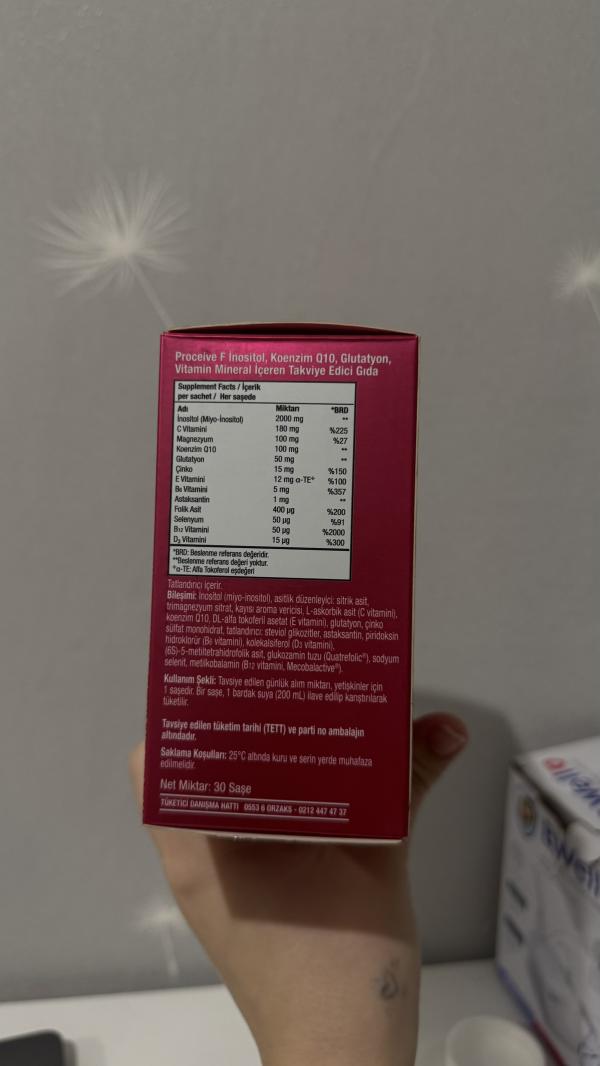 Proceive F İnositol, Koenzim Q10, Glutatyon,
Vitamin Mineral İçeren Takviye Edici Gıda
Supplement Facts / İçerik
per sachet / Her saşede
Adı Miktarı *BRD
İnositol (Miyo-İnositol) 2000 mg **
C Vitamini 180 mg %225
Magnezyum 100 mg %27
Koenzim Q10 100 mg **
Glutatyon 50 mg **
Çinko 15 mg %150
E Vitamini 12 mg α-TE+ %100
B6 Vitamini 5 mg %357
Astaksantin 1 mg **
Folik Asit 400 µg %200
Selenyum 50 µg %91
B12 Vitamini 50 µg %2000
D3 Vitamini 15 µg %300
*BRD: Beslenme referans değeridir.
**Beslenme referans değeri yoktur.
+α-TE: Alfa Tokoferol eşdeğeri
Tatlandırıcı içerir.
Bileşimi: İnositol (miyo-inositol), asitlik düzenleyici: sitrik asit,
trimagnezyum sitrat, kayısı aroma vericisi, L-askorbik asit (C vitamini),
koenzim Q10, DL-alfa tokoferil asetat (E vitamini), glutatyon, çinko
sülfat monohidrat, tatlandırıcı: steviol glikozitler, astaksantin, piridoksin
hidroklorür (B6 vitamini), kolekalsiferol (D3 vitamini),
(6S)-5-metiltetrahidrofolik asit, glukozamin tuzu (Quatrefolic®), sodyum
selenit, metilkobalamin (B12 vitamini, Mecobalactive®).
Kullanım Şekli: Tavsiye edilen günlük alım miktarı, yetişkinler için
1 saşedir. Bir saşe, 1 bardak suya (200 mL) ilave edilip karıştırılarak
tüketilir.
Tavsiye edilen tüketim tarihi (TETT) ve parti no ambalajın
altındadır.
Saklama Koşulları: 25°C altında kuru ve serin yerde muhafaza
edilmelidir.
Net Miktar: 30 Saşe
TÜKETİCİ DANIŞMA HATTI 0553 6 ORZAKS - 0212 447 47 37